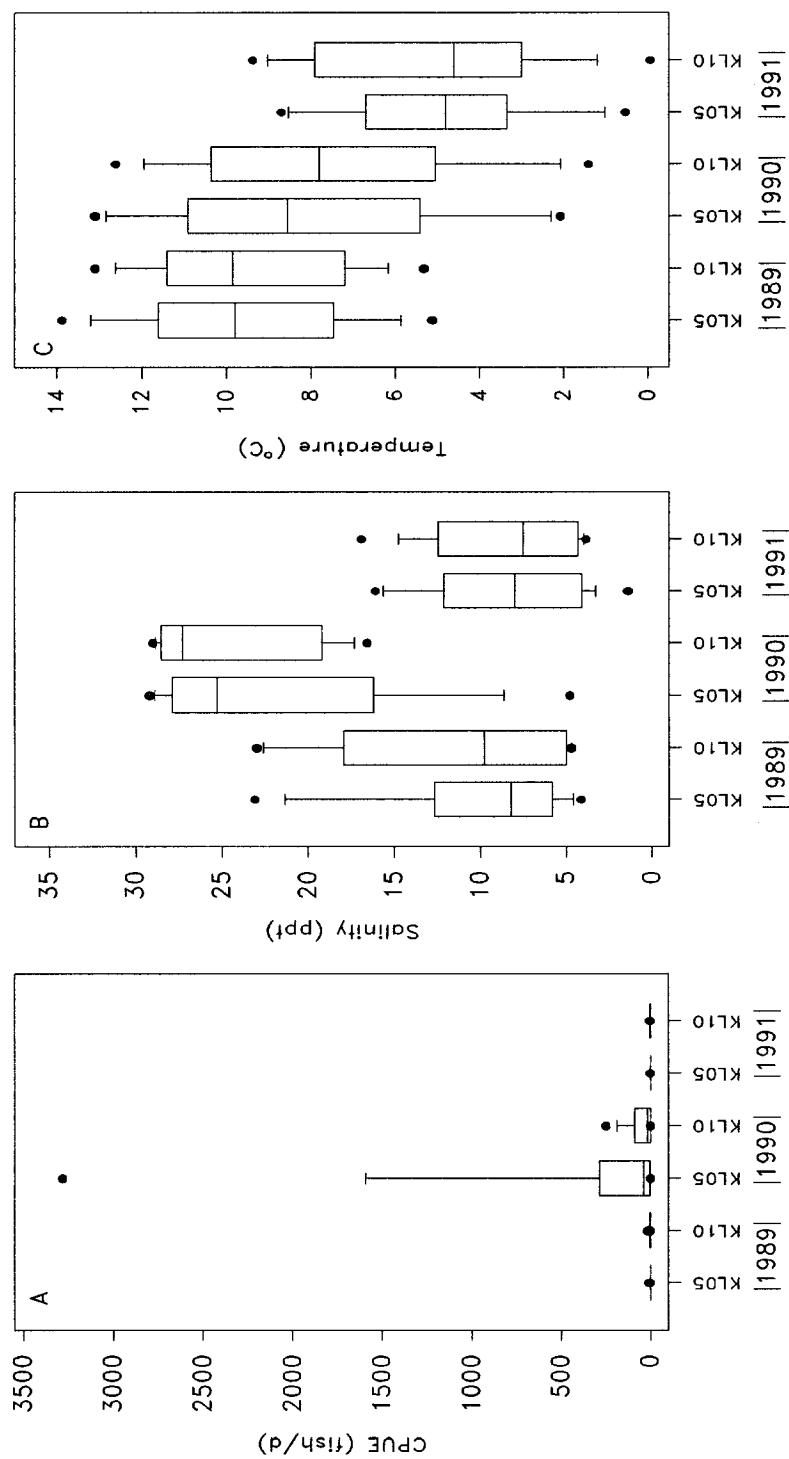 A
CPUE (fish/d)
3500
3000
2500
2000
1500
1000
500
0
KL05 KL10 KL05 KL10 KL05 KL10
|1989| |1990| |1991|
B
Salinity (ppt)
35
30
25
20
15
10
5
0
KL05 KL10 KL05 KL10 KL05 KL10
|1989| |1990| |1991|
C
Temperature (°C)
14
12
10
8
6
4
2
0
KL05 KL10 KL05 KL10 KL05 KL10
|1989| |1990| |1991|